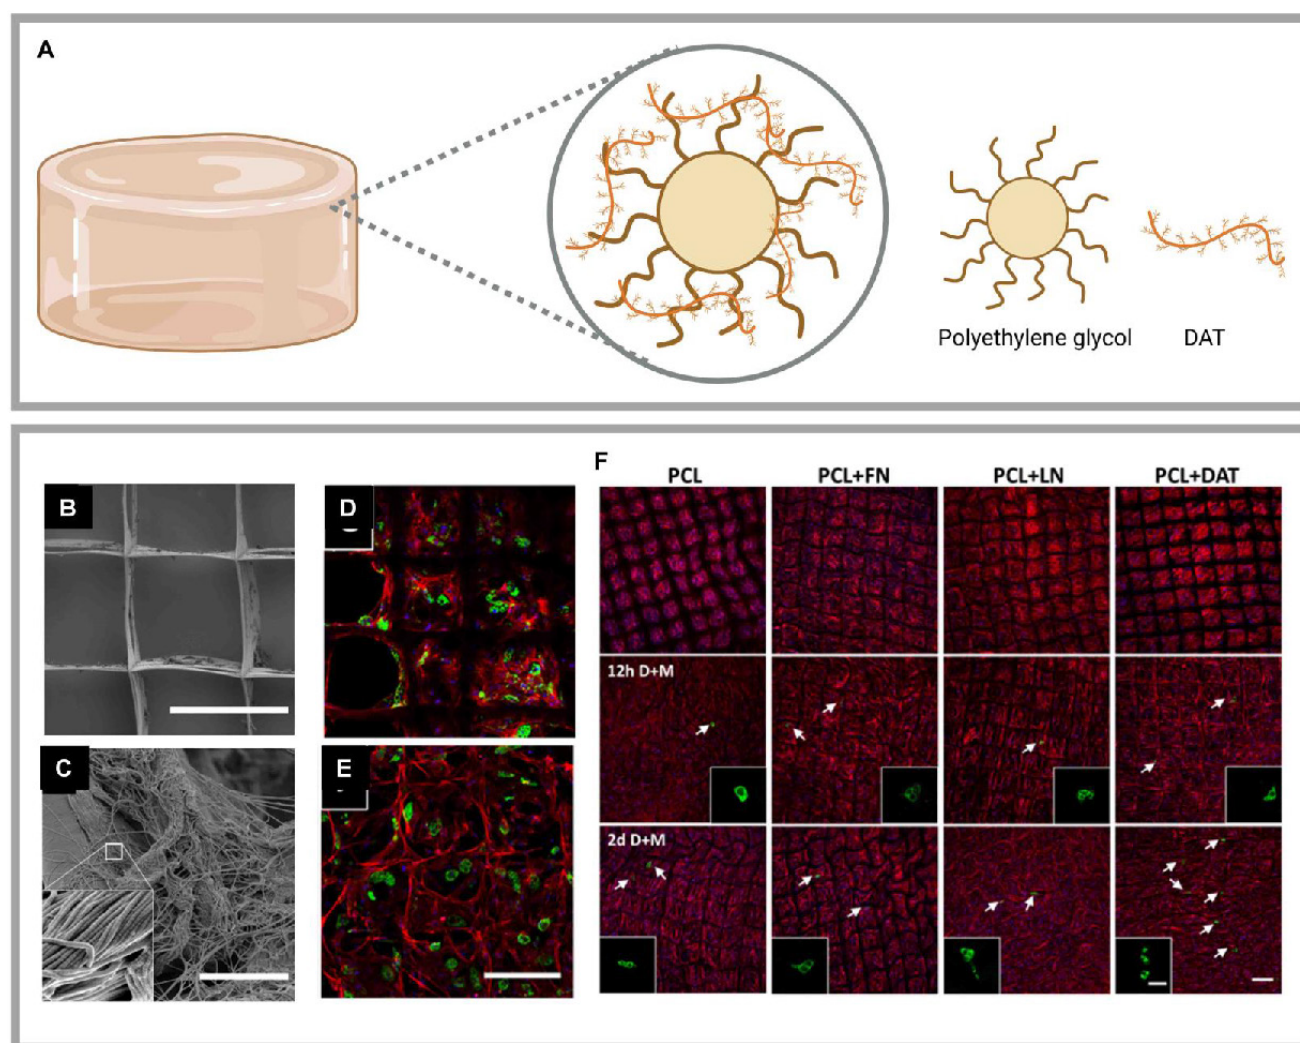 A
Polyethylene glycol
DAT
B
C
D
E
F
PCL
PCL+FN
PCL+LN
PCL+DAT
12h D+M
2d D+M